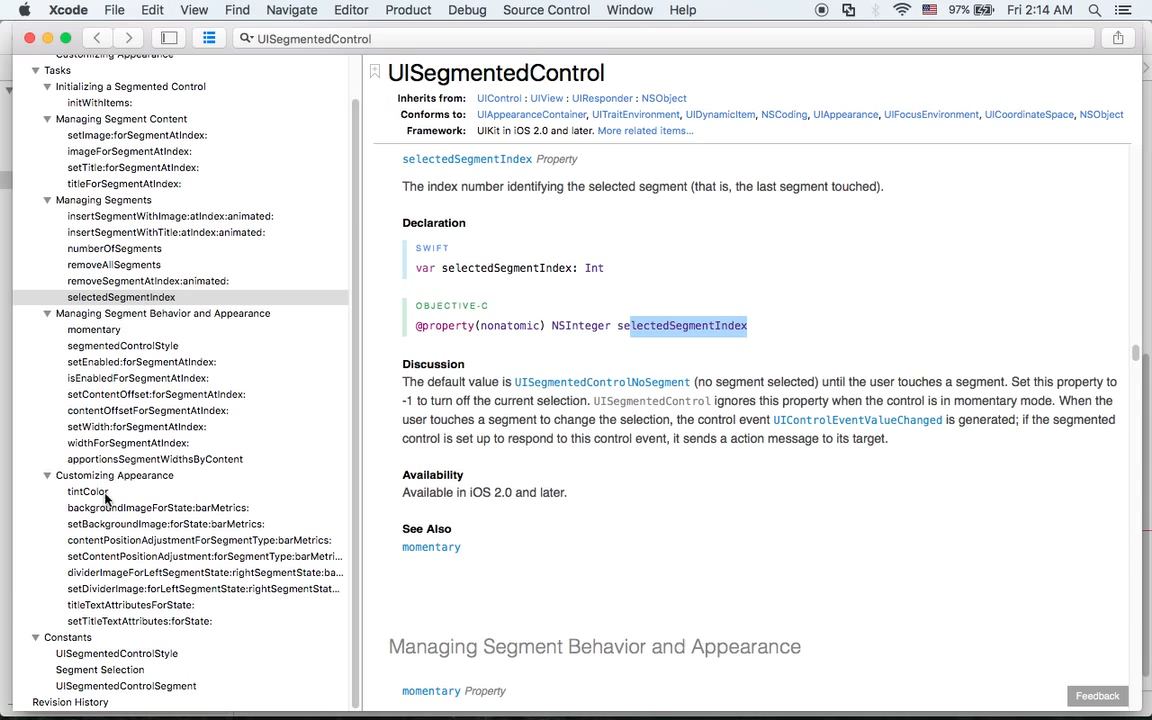 Xcode File Edit View Find Navigate Editor Product Debug Source Control Window Help 97% Fri 2:14 AM
UISegmentedControl
Customizing Appearance
Tasks
Initializing a Segmented Control
initWithItems:
Managing Segment Content
setImage:forSegmentAtIndex:
imageForSegmentAtIndex:
setTitle:forSegmentAtIndex:
titleForSegmentAtIndex:
Managing Segments
insertSegmentWithImage:atIndex:animated:
insertSegmentWithTitle:atIndex:animated:
numberOfSegments
removeAllSegments
removeSegmentAtIndex:animated:
selectedSegmentIndex
Managing Segment Behavior and Appearance
momentary
segmentedControlStyle
setEnabled:forSegmentAtIndex:
isEnabledForSegmentAtIndex:
setContentOffset:forSegmentAtIndex:
contentOffsetForSegmentAtIndex:
setWidth:forSegmentAtIndex:
widthForSegmentAtIndex:
apportionsSegmentWidthsByContent
Customizing Appearance
tintColor
backgroundImageForState:barMetrics:
setBackgroundImage:forState:barMetrics:
contentPositionAdjustmentForSegmentType:barMetrics:
setContentPositionAdjustment:forSegmentType:barMetri...
dividerImageForLeftSegmentState:rightSegmentState:ba...
setDividerImage:forLeftSegmentState:rightSegmentStat...
titleTextAttributesForState:
setTitleTextAttributes:forState:
Constants
UISegmentedControlStyle
Segment Selection
UISegmentedControlSegment
Revision History
UISegmentedControl
Inherits from: UIControl : UIView : UIResponder : NSObject
Conforms to: UIAppearanceContainer, UITraitEnvironment, UIDynamicItem, NSCoding, UIAppearance, UIFocusEnvironment, UICoordinateSpace, NSObject
Framework: UIKit in iOS 2.0 and later. More related items...
selectedSegmentIndex Property
The index number identifying the selected segment (that is, the last segment touched).
Declaration
SWIFT
var selectedSegmentIndex: Int
OBJECTIVE-C
@property(nonatomic) NSInteger selectedSegmentIndex
Discussion
The default value is UISegmentedControlNoSegment (no segment selected) until the user touches a segment. Set this property to
-1 to turn off the current selection. UISegmentedControl ignores this property when the control is in momentary mode. When the
user touches a segment to change the selection, the control event UIControlEventValueChanged is generated; if the segmented
control is set up to respond to this control event, it sends a action message to its target.
Availability
Available in iOS 2.0 and later.
See Also
momentary
Managing Segment Behavior and Appearance
momentary Property
Feedback